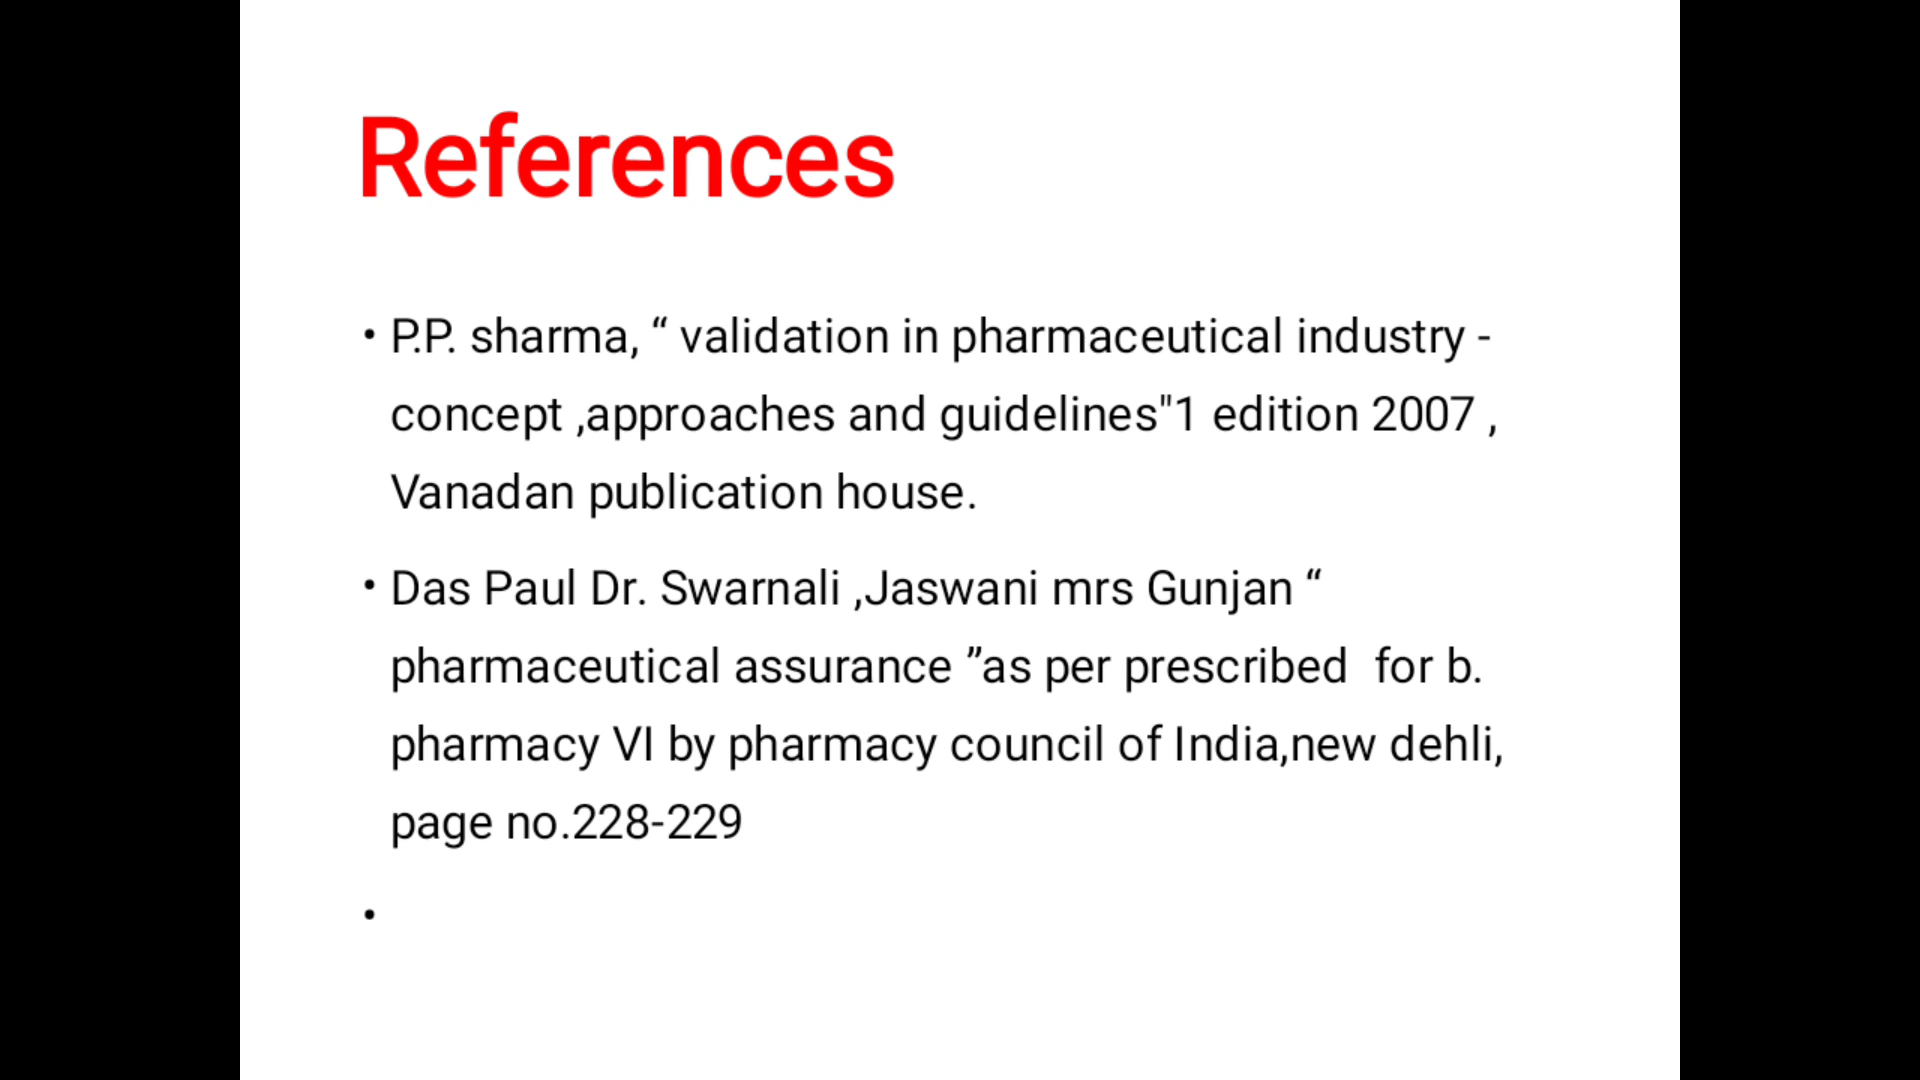 References
• P.P. sharma, “ validation in pharmaceutical industry -
concept ,approaches and guidelines"1 edition 2007 ,
Vanadan publication house.
• Das Paul Dr. Swarnali ,Jaswani mrs Gunjan “
pharmaceutical assurance ”as per prescribed  for b.
pharmacy VI by pharmacy council of India,new dehli,
page no.228-229
•